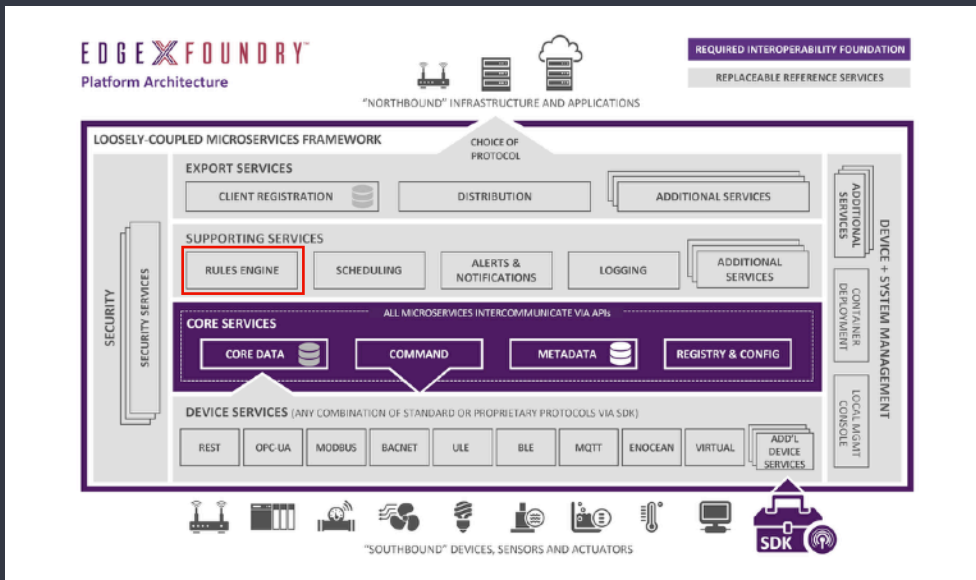 EDGE X FOUNDRY™
Platform Architecture
REQUIRED INTEROPERABILITY FOUNDATION
REPLACEABLE REFERENCE SERVICES
"NORTHBOUND" INFRASTRUCTURE AND APPLICATIONS
LOOSELY-COUPLED MICROSERVICES FRAMEWORK
CHOICE OF
PROTOCOL
SECURITY
SECURITY SERVICES
EXPORT SERVICES
CLIENT REGISTRATION
DISTRIBUTION
ADDITIONAL SERVICES
SUPPORTING SERVICES
RULES ENGINE
SCHEDULING
ALERTS &
NOTIFICATIONS
LOGGING
ADDITIONAL
SERVICES
ALL MICROSERVICES INTERCOMMUNICATE VIA APIs
CORE SERVICES
CORE DATA
COMMAND
METADATA
REGISTRY & CONFIG
DEVICE SERVICES (ANY COMBINATION OF STANDARD OR PROPRIETARY PROTOCOLS VIA SDK)
REST
OPC-UA
MODBUS
BACNET
ULE
BLE
MQTT
ENOCEAN
VIRTUAL
ADD'L
DEVICE
SERVICES
ADDITIONAL
SERVICES
CONTAINER
DEPLOYMENT
LOCAL MGMT
CONSOLE
DEVICE + SYSTEM MANAGEMENT
SDK
"SOUTHBOUND" DEVICES, SENSORS AND ACTUATORS